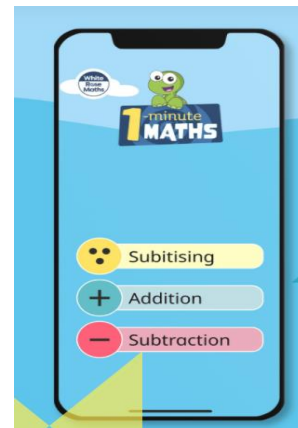 White
Rose
Maths
1-minute
MATHS
Subitising
+ Addition
− Subtraction